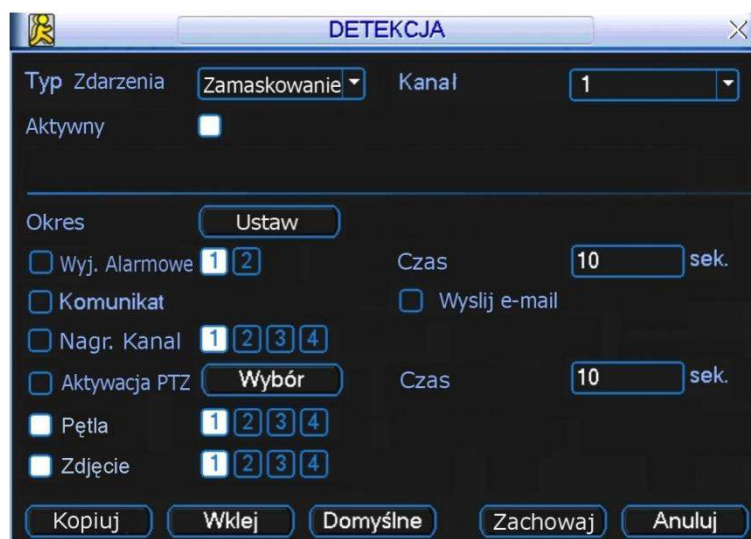 DETEKCJA
Typ Zdarzenia Zamaskowanie Kanał 1
Aktywny
Okres Ustaw
Wyj. Alarmowe 1 2 Czas 10 sek.
Komunikat Wyslij e-mail
Nagr. Kanal 1 2 3 4
Aktywacja PTZ Wybór Czas 10 sek.
Pętla 1 2 3 4
Zdjęcie 1 2 3 4
Kopiuj Wklej Domyślne Zachowaj Anuluj